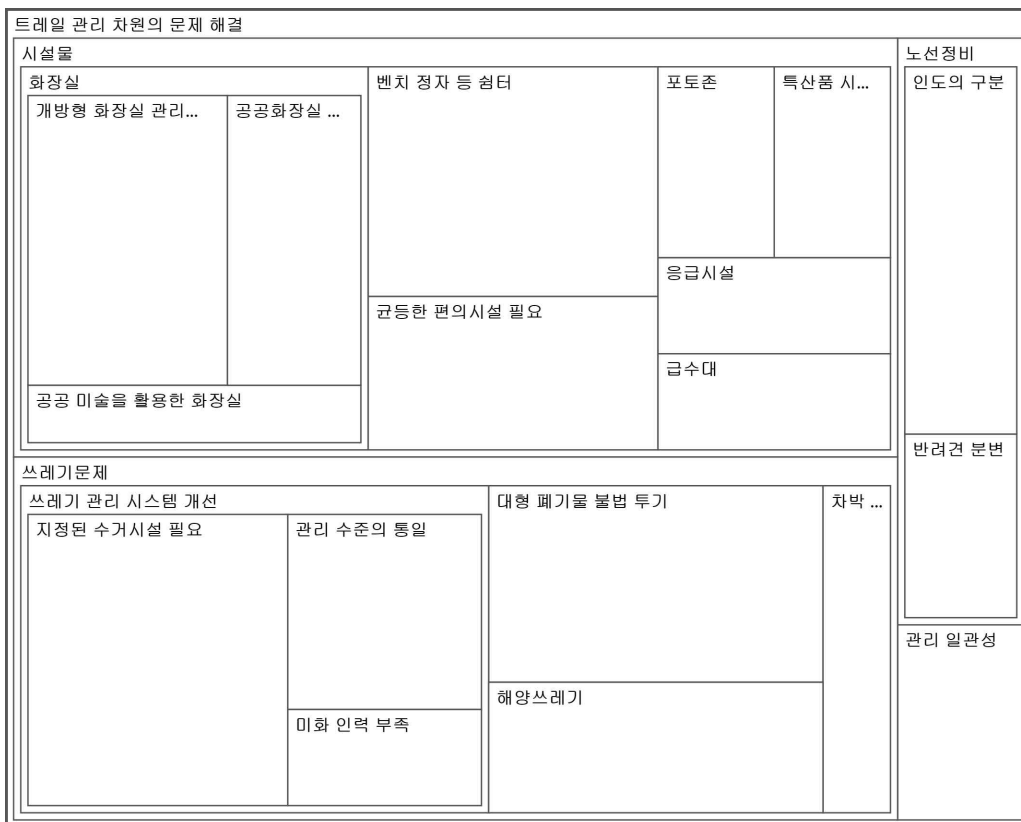 트레일 관리 차원의 문제 해결
시설물
화장실
개방형 화장실 관리...
공공화장실 ...
공공 미술을 활용한 화장실
벤치 정자 등 쉼터
균등한 편의시설 필요
포토존
특산품 시...
응급시설
급수대
쓰레기문제
쓰레기 관리 시스템 개선
지정된 수거시설 필요
관리 수준의 통일
미화 인력 부족
대형 폐기물 불법 투기
해양쓰레기
차박 ...
노선정비
인도의 구분
반려견 분변
관리 일관성